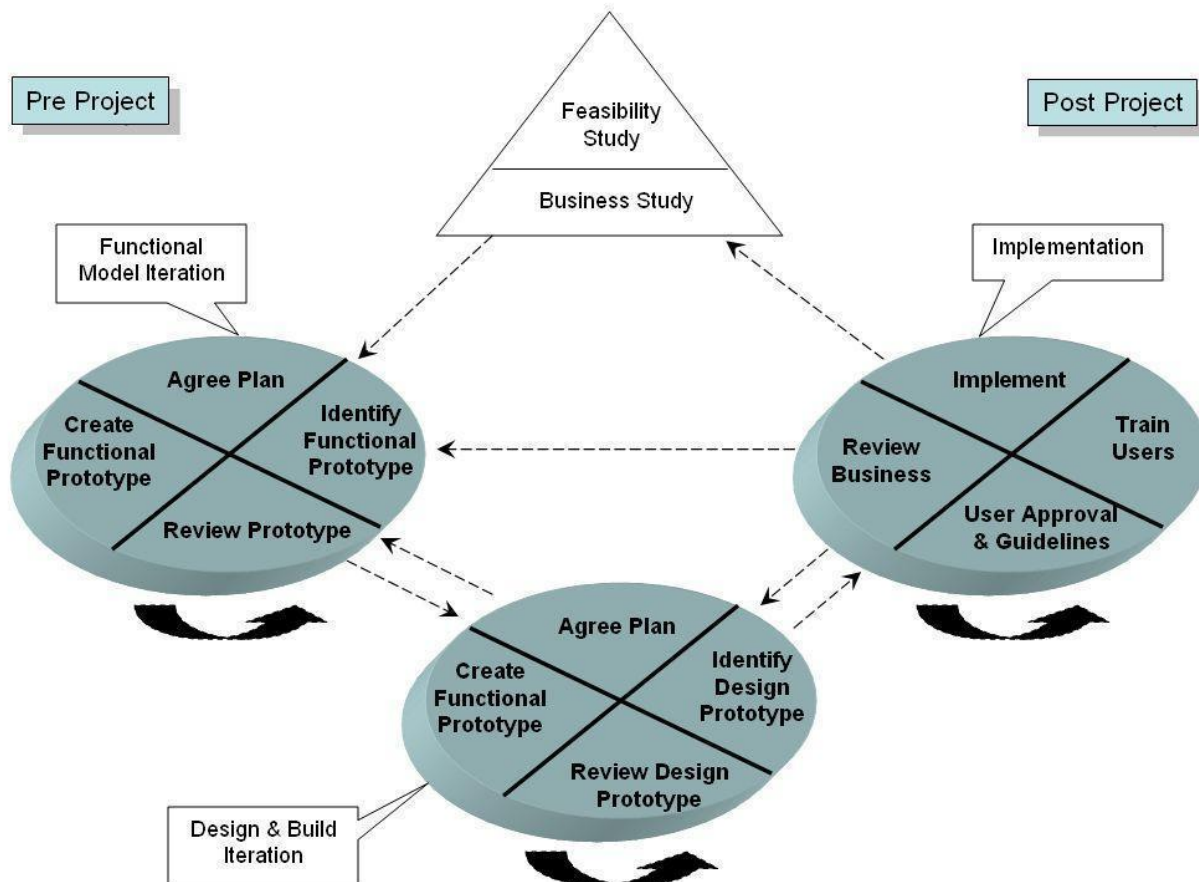 Pre Project
Feasibility
Study
Business Study
Post Project
Functional
Model Iteration
Implementation
Agree Plan
Create
Functional
Prototype
Identify
Functional
Prototype
Review Prototype
Implement
Review
Business
Train
Users
User Approval
& Guidelines
Agree Plan
Create
Functional
Prototype
Identify
Design
Prototype
Review Design
Prototype
Design & Build
Iteration